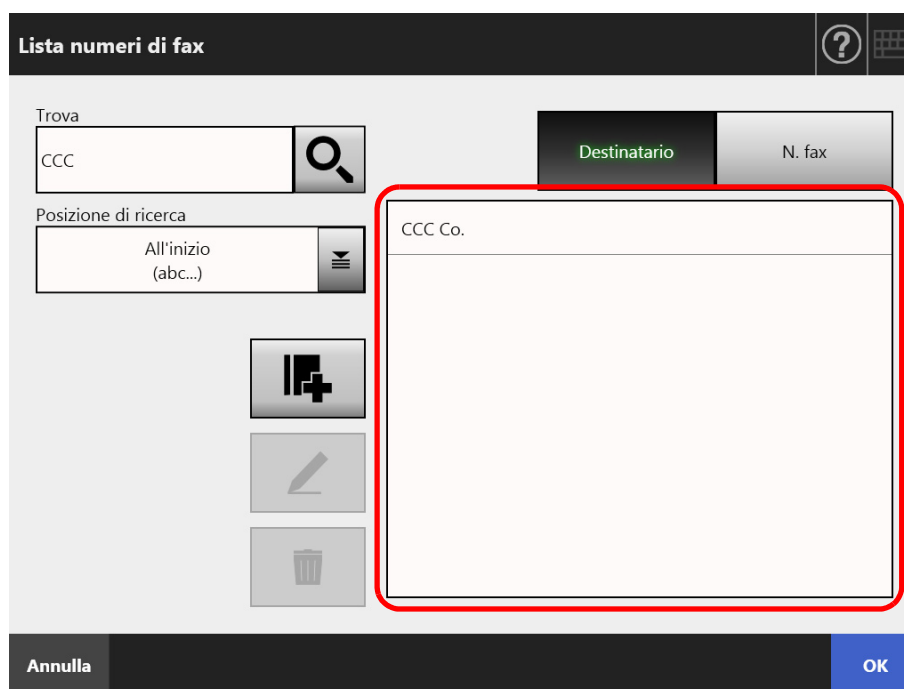 Lista numeri di fax
?
Trova
CCC
Destinatario
N. fax
Posizione di ricerca
All'inizio
(abc...)
CCC Co.
Annulla
OK